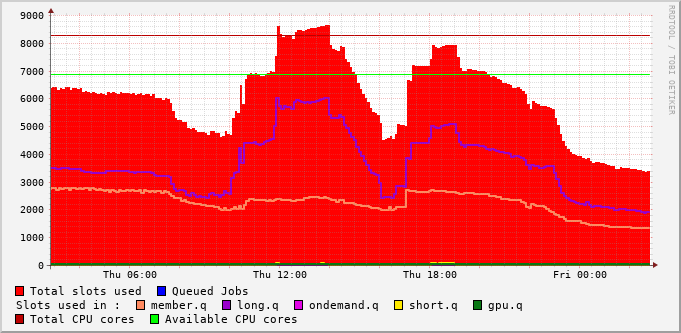 9000
8000
7000
6000
5000
4000
3000
2000
1000
0
Thu 06:00 Thu 12:00 Thu 18:00 Fri 00:00
RRDTOOL / TOBI OETIKER
Total slots used Queued Jobs
Slots used in : member.q long.q ondemand.q short.q gpu.q
Total CPU cores Available CPU cores